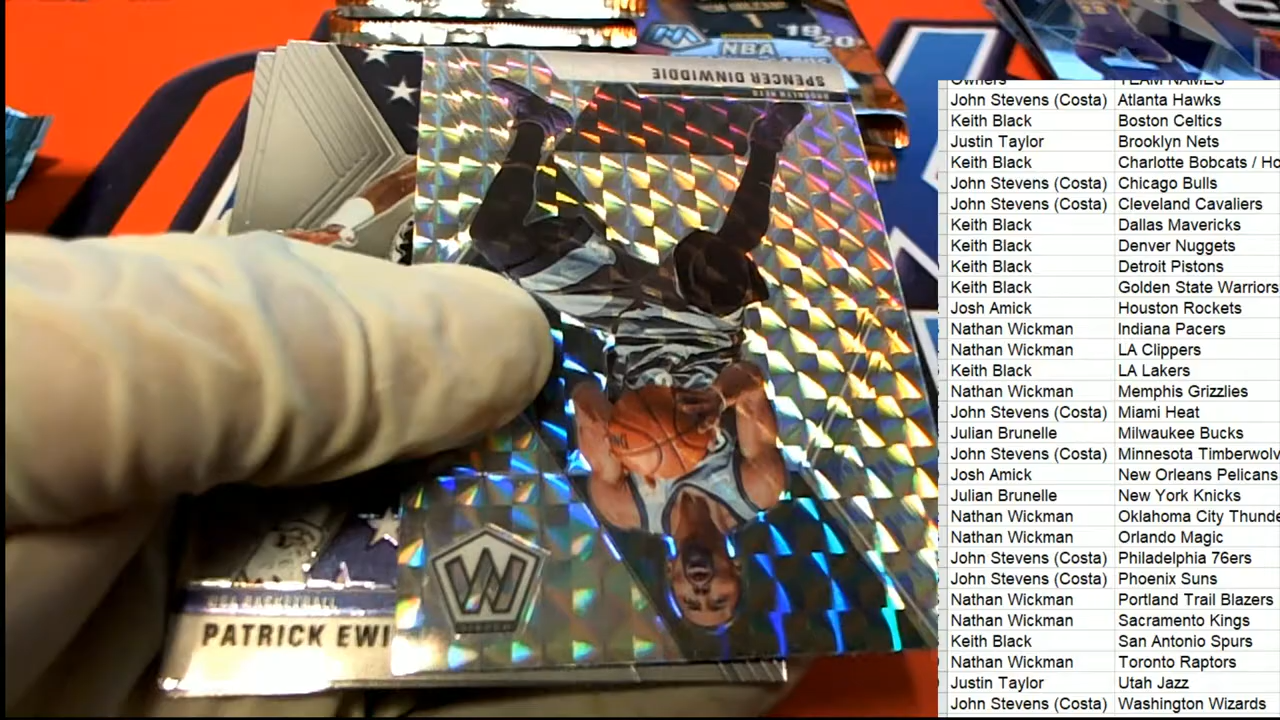 19-20
NBA
SPENCER DINWIDDIE
BROOKLYN NETS
NBA BASKETBALL
PATRICK EWI
Owners TEAM NAMES
John Stevens (Costa) Atlanta Hawks
Keith Black Boston Celtics
Justin Taylor Brooklyn Nets
Keith Black Charlotte Bobcats / Ho
John Stevens (Costa) Chicago Bulls
John Stevens (Costa) Cleveland Cavaliers
Keith Black Dallas Mavericks
Keith Black Denver Nuggets
Keith Black Detroit Pistons
Keith Black Golden State Warriors
Josh Amick Houston Rockets
Nathan Wickman Indiana Pacers
Nathan Wickman LA Clippers
Keith Black LA Lakers
Nathan Wickman Memphis Grizzlies
John Stevens (Costa) Miami Heat
Julian Brunelle Milwaukee Bucks
John Stevens (Costa) Minnesota Timberwolv
Josh Amick New Orleans Pelicans
Julian Brunelle New York Knicks
Nathan Wickman Oklahoma City Thunde
Nathan Wickman Orlando Magic
John Stevens (Costa) Philadelphia 76ers
John Stevens (Costa) Phoenix Suns
Nathan Wickman Portland Trail Blazers
Nathan Wickman Sacramento Kings
Keith Black San Antonio Spurs
Nathan Wickman Toronto Raptors
Justin Taylor Utah Jazz
John Stevens (Costa) Washington Wizards